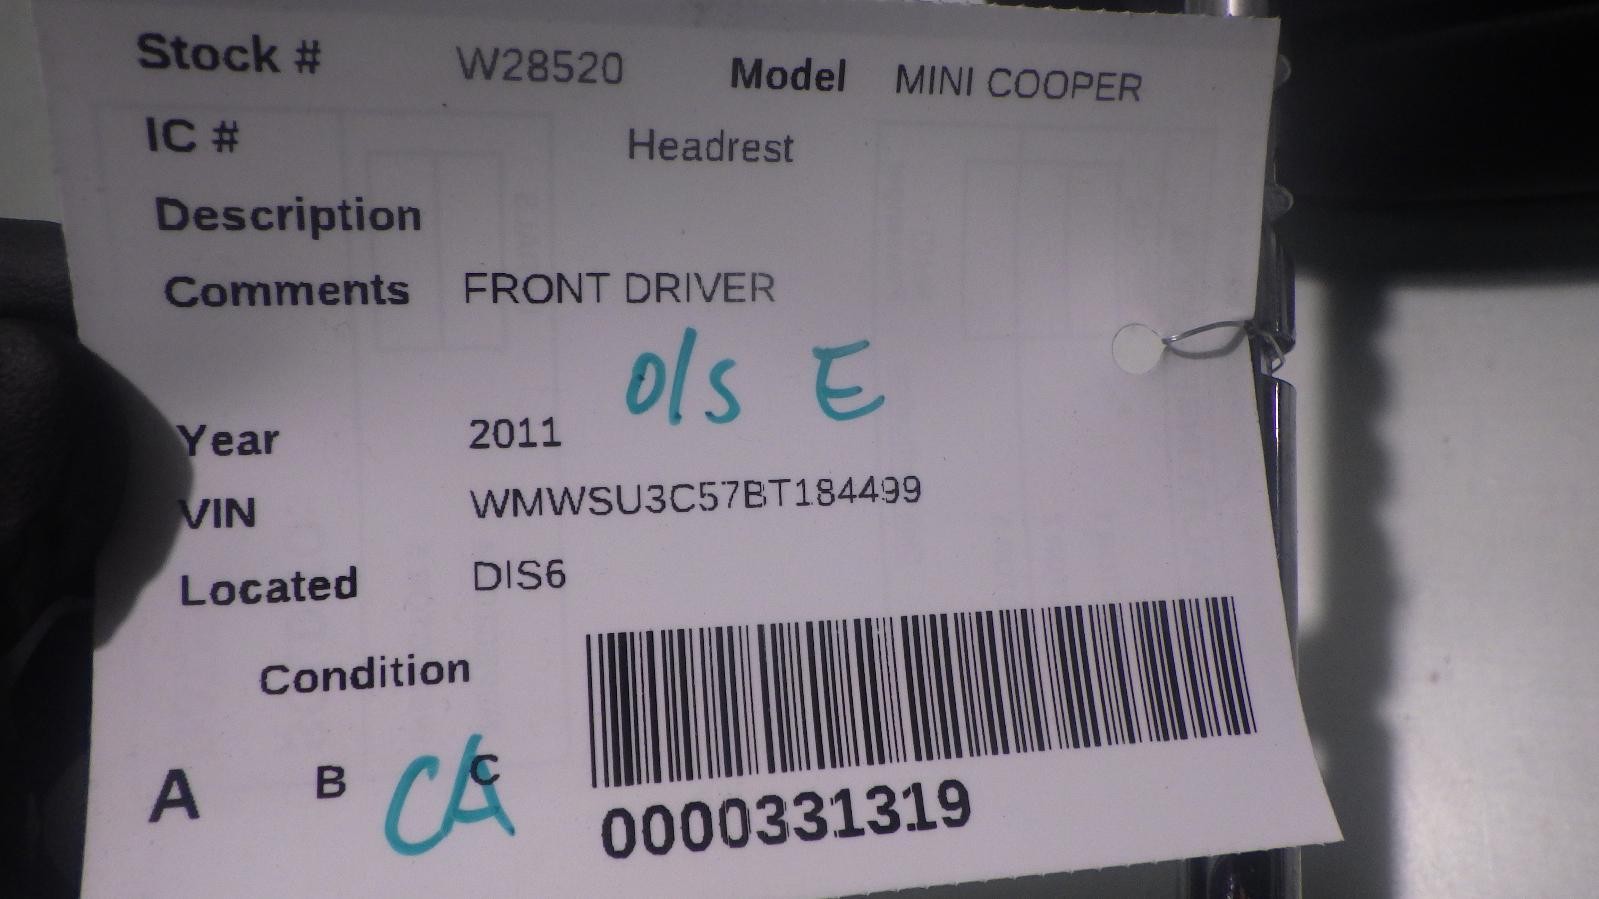 Stock # W28520 Model MINI COOPER
IC # Headrest
Description
Comments FRONT DRIVER
O/S E
Year 2011
VIN WMWSU3C57BT184499
Located DIS6
Condition
A B C
CA
0000331319